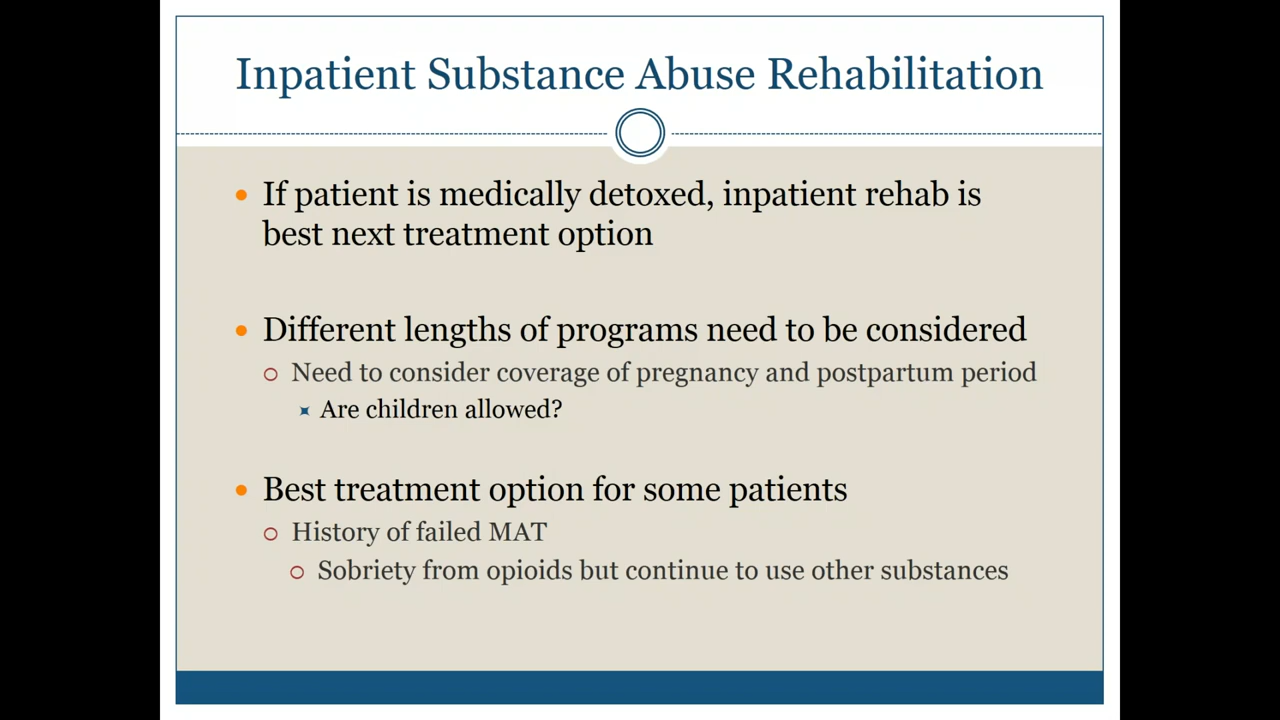 Inpatient Substance Abuse Rehabilitation
If patient is medically detoxed, inpatient rehab is
best next treatment option
Different lengths of programs need to be considered
Need to consider coverage of pregnancy and postpartum period
Are children allowed?
Best treatment option for some patients
History of failed MAT
Sobriety from opioids but continue to use other substances